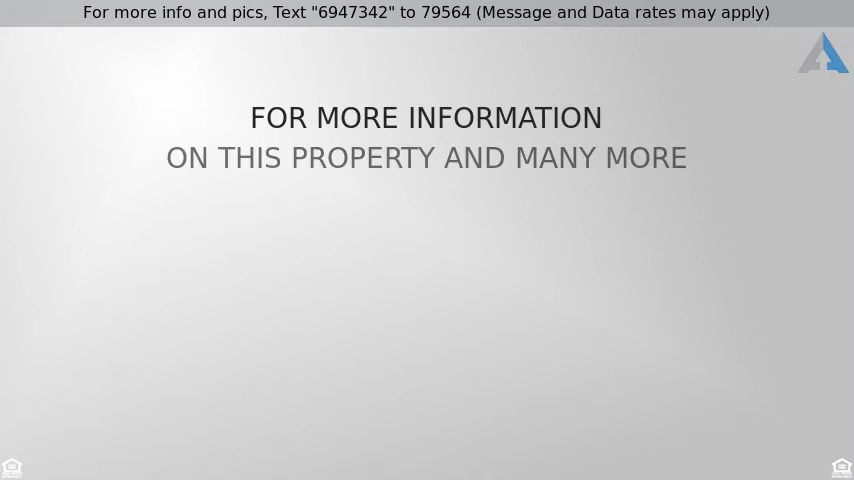 For more info and pics, Text "6947342" to 79564 (Message and Data rates may apply)
FOR MORE INFORMATION
ON THIS PROPERTY AND MANY MORE